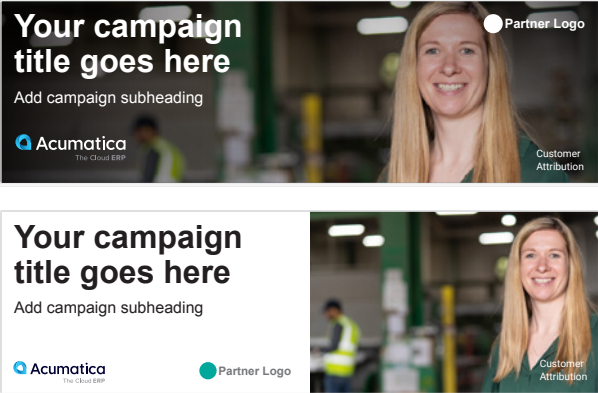 Your campaign
title goes here
Partner Logo
Add campaign subheading
Acumatica
The Cloud ERP
Customer
Attribution
Your campaign
title goes here
Add campaign subheading
Acumatica
The Cloud ERP
Partner Logo
Customer
Attribution